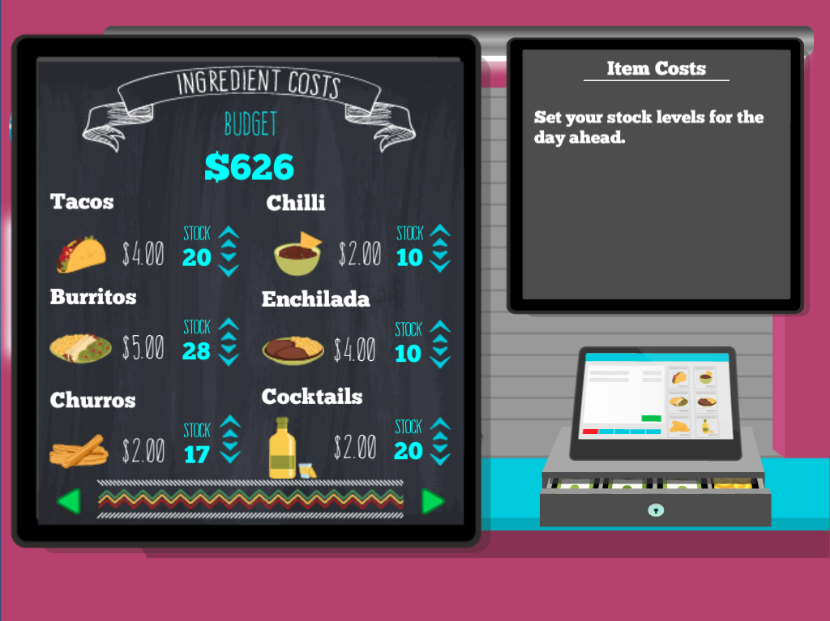 INGREDIENT COSTS
BUDGET
$626
Tacos
$4.00
STOCK
20
Chilli
$2.00
STOCK
10
Burritos
$5.00
STOCK
28
Enchilada
$4.00
STOCK
10
Churros
$2.00
STOCK
17
Cocktails
$2.00
STOCK
20
Item Costs
Set your stock levels for the
day ahead.